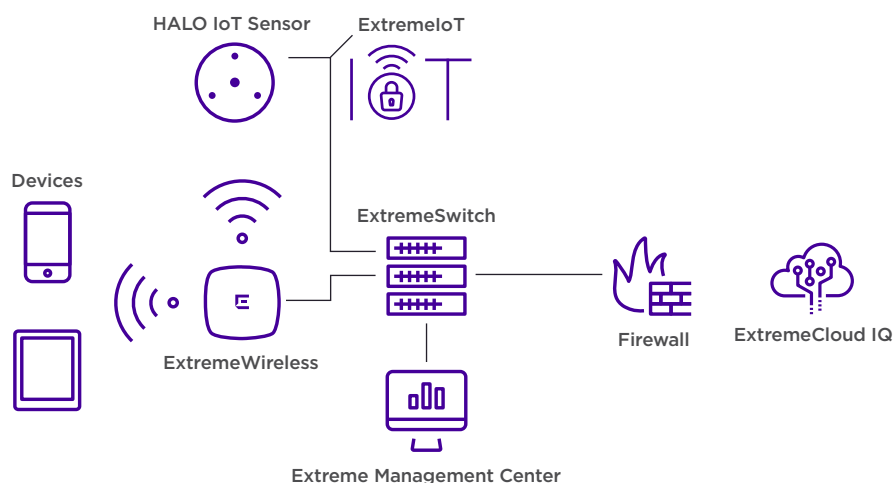 HALO IoT Sensor
ExtremeIoT
Devices
ExtremeSwitch
ExtremeWireless
Firewall
ExtremeCloud IQ
Extreme Management Center